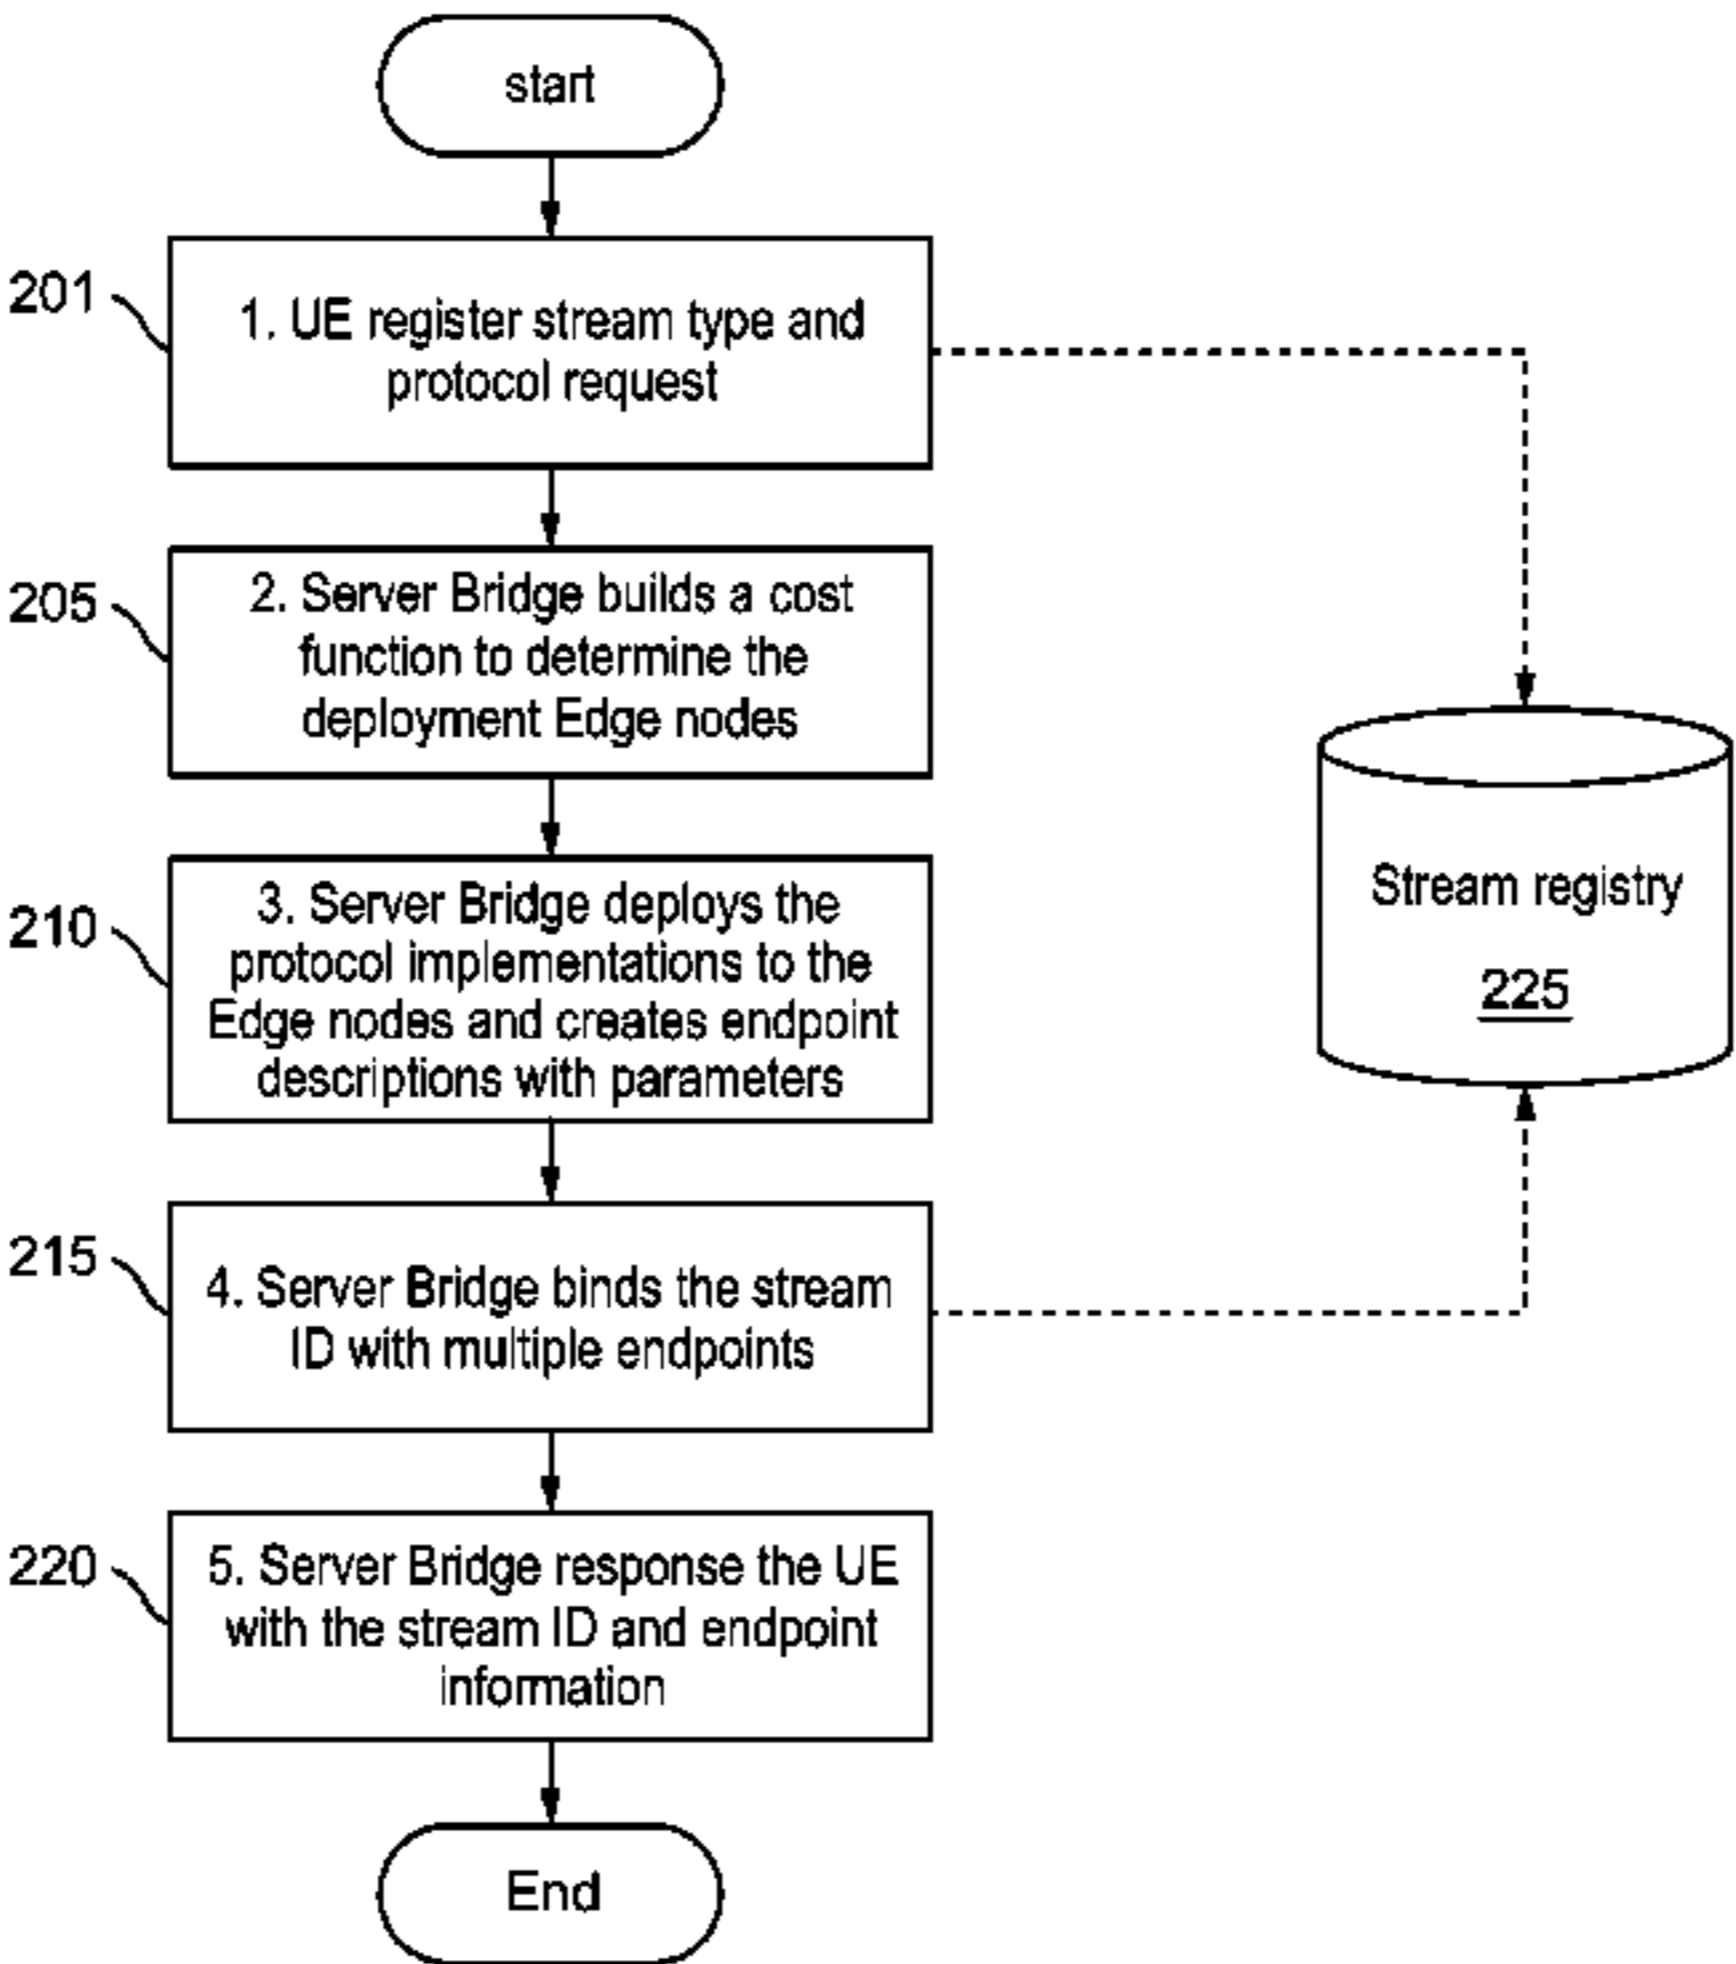 start
201
1. UE register stream type and
protocol request
205
2. Server Bridge builds a cost
function to determine the
deployment Edge nodes
210
3. Server Bridge deploys the
protocol implementations to the
Edge nodes and creates endpoint
descriptions with parameters
Stream registry
225
215
4. Server Bridge binds the stream
ID with multiple endpoints
220
5. Server Bridge response the UE
with the stream ID and endpoint
information
End